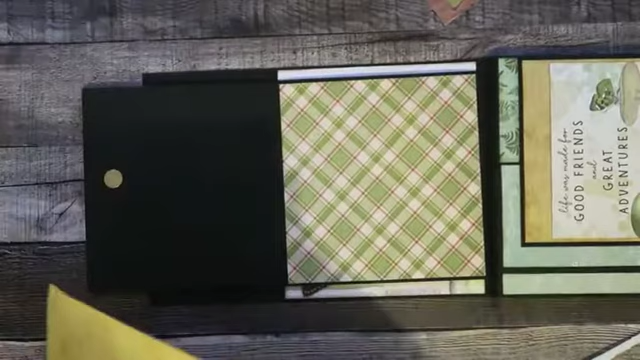 life was made for
GOOD FRIENDS
and
GREAT
ADVENTURES